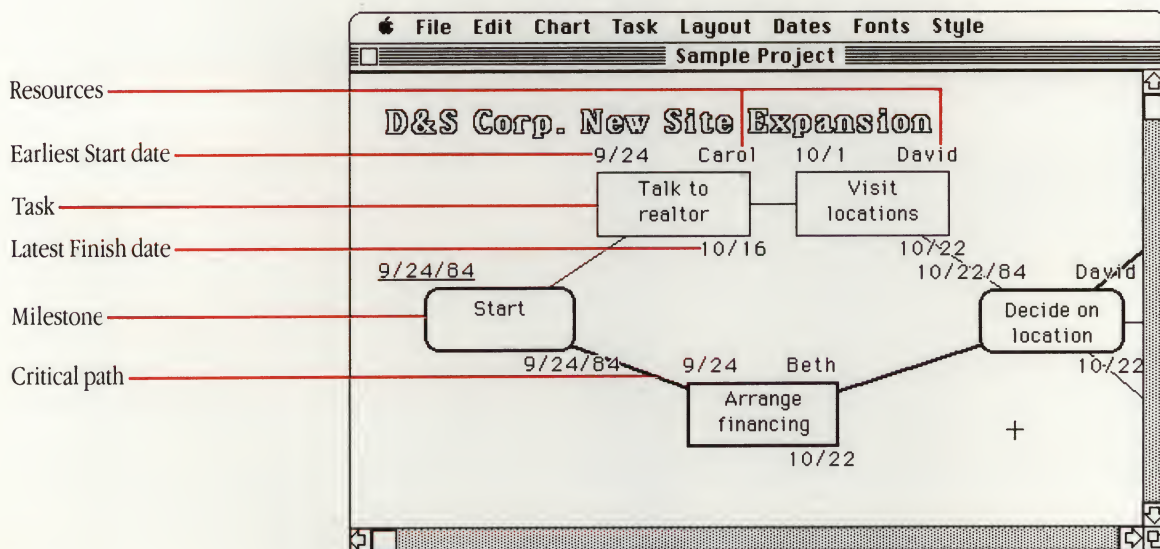 File Edit Chart Task Layout Dates Fonts Style
Sample Project
Resources
D&S Corp. New Site Expansion
Earliest Start date
9/24 Carol 10/1 David
Task
Talk to
realtor
Visit
locations
Latest Finish date
10/16
10/22
9/24/84
10/22/84 David
Milestone
Start
Decide on
location
9/24/84
10/22
Critical path
9/24 Beth
Arrange
financing
10/22